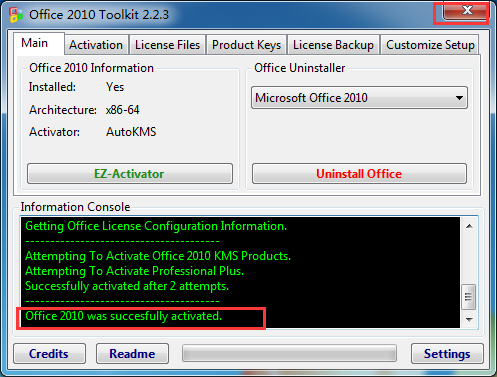 Office 2010 Toolkit 2.2.3
Main Activation License Files Product Keys License Backup Customize Setup
Office 2010 Information
Installed: Yes
Architecture: x86-64
Activator: AutoKMS
EZ-Activator
Office Uninstaller
Microsoft Office 2010
Uninstall Office
Information Console
Getting Office License Configuration Information.
----------------------------------------
Attempting To Activate Office 2010 KMS Products.
Attempting To Activate Professional Plus.
Successfully activated after 2 attempts.
----------------------------------------
Office 2010 was succesfully activated.
Credits Readme Settings